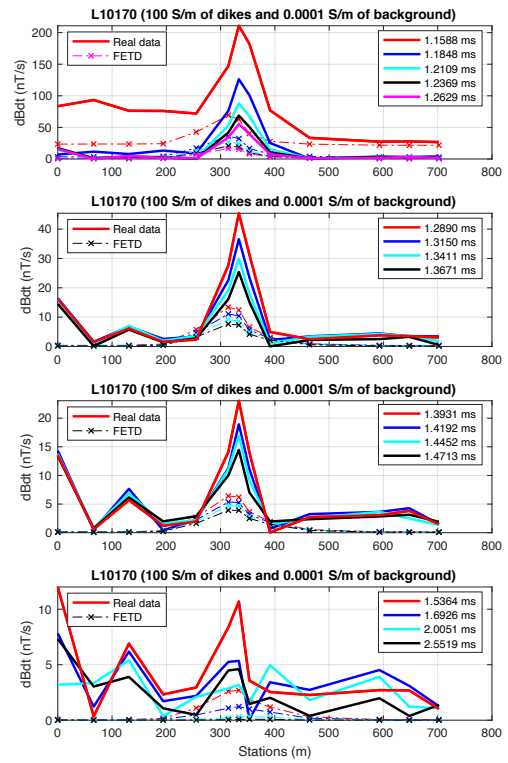 L10170 (100 S/m of dikes and 0.0001 S/m of background)
200
150
100
50
0
dBdt (nT/s)
Real data
FETD
1.1588 ms
1.1848 ms
1.2109 ms
1.2369 ms
1.2629 ms
0 100 200 300 400 500 600 700 800
L10170 (100 S/m of dikes and 0.0001 S/m of background)
40
30
20
10
0
dBdt (nT/s)
Real data
FETD
1.2890 ms
1.3150 ms
1.3411 ms
1.3671 ms
0 100 200 300 400 500 600 700 800
L10170 (100 S/m of dikes and 0.0001 S/m of background)
20
15
10
5
0
dBdt (nT/s)
Real data
FETD
1.3931 ms
1.4192 ms
1.4452 ms
1.4713 ms
0 100 200 300 400 500 600 700 800
L10170 (100 S/m of dikes and 0.0001 S/m of background)
10
5
0
dBdt (nT/s)
Real data
FETD
1.5364 ms
1.6926 ms
2.0051 ms
2.5519 ms
0 100 200 300 400 500 600 700 800
Stations (m)